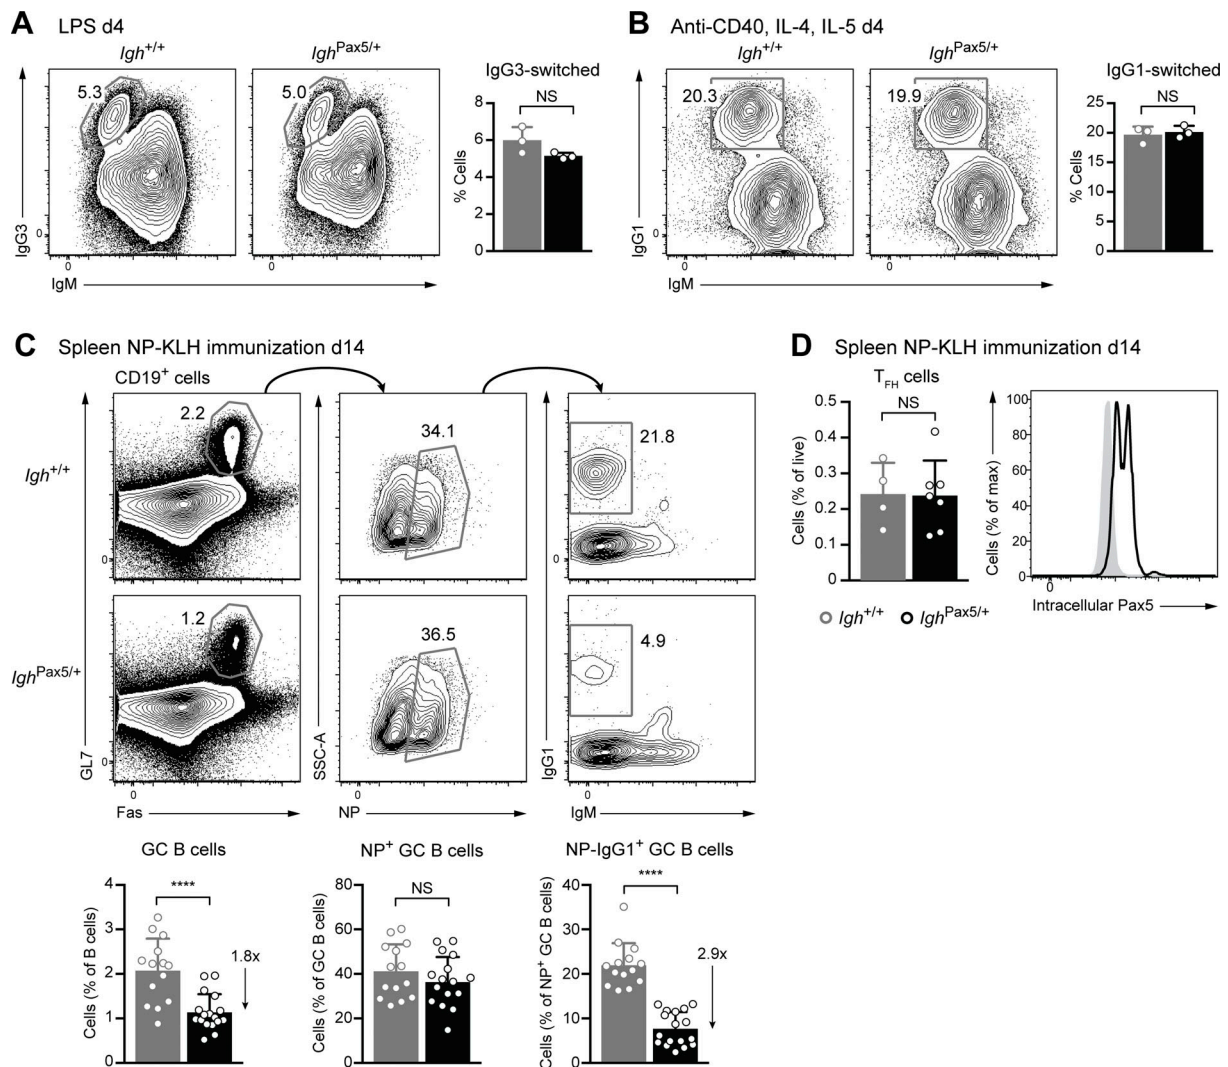 A LPS d4
Igh+/+ IghPax5/+
5.3 5.0
IgG3
0
0 0
IgM
IgG3-switched
NS
% Cells
8
6
4
2
0
B Anti-CD40, IL-4, IL-5 d4
Igh+/+ IghPax5/+
20.3 19.9
IgG1
0
0 0
IgM
IgG1-switched
NS
% Cells
25
20
15
10
5
0
C Spleen NP-KLH immunization d14
CD19+ cells
Igh+/+
2.2 34.1 21.8
0 0
IghPax5/+
1.2 36.5 4.9
GL7 SSC-A IgG1
0 0
0 0 0
Fas NP IgM
GC B cells
****
1.8x
Cells (% of B cells)
4
3
2
1
0
NP+ GC B cells
NS
Cells (% of GC B cells)
80
60
40
20
0
NP-IgG1+ GC B cells
****
2.9x
Cells (% of NP+ GC B cells)
40
30
20
10
0
D Spleen NP-KLH immunization d14
TFH cells
NS
Cells (% of live)
0.5
0.4
0.3
0.2
0.1
0
Igh+/+ IghPax5/+
Cells (% of max)
100
80
60
40
20
0
0
Intracellular Pax5